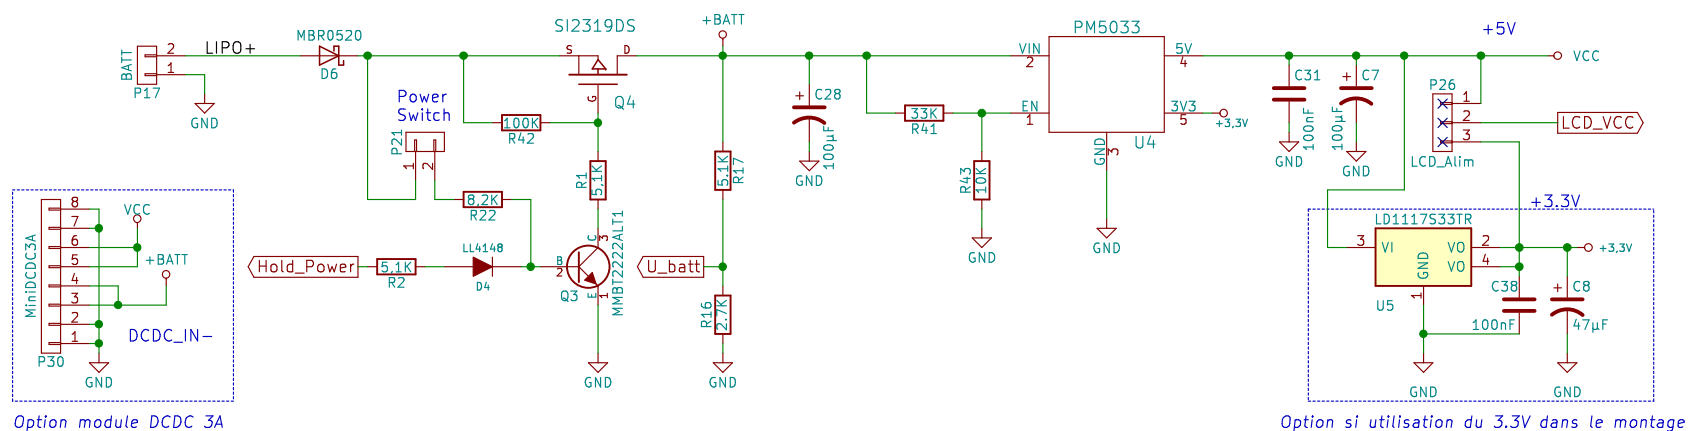 BATT
P17
2
1
LIPO+
GND
MBR0520
D6
Power
Switch
P21
1
2
100K
R42
8,2K
R22
SI2319DS
S
D
G
Q4
R1
5,1K
Hold_Power
5,1K
R2
LL4148
D4
B
2
C
3
E
1
Q3
MMBT2222ALT1
GND
+BATT
5.1K
R17
U_batt
R16
2.7K
GND
C28
100µF
GND
33K
R41
R43
10K
GND
PM5033
VIN
2
EN
1
5V
4
3V3
5
+3,3V
GND
3
U4
GND
+5V
VCC
C31
100nF
GND
C7
100µF
GND
P26
1
2
3
LCD_Alim
LCD_VCC
+3.3V
LD1117S33TR
3
VI
VO
2
VO
4
GND
1
U5
+3,3V
C38
100nF
C8
47µF
GND
GND
Option si utilisation du 3.3V dans le montage
MiniDCDC3A
P30
8
7
6
5
4
3
2
1
VCC
+BATT
DCDC_IN-
GND
Option module DCDC 3A